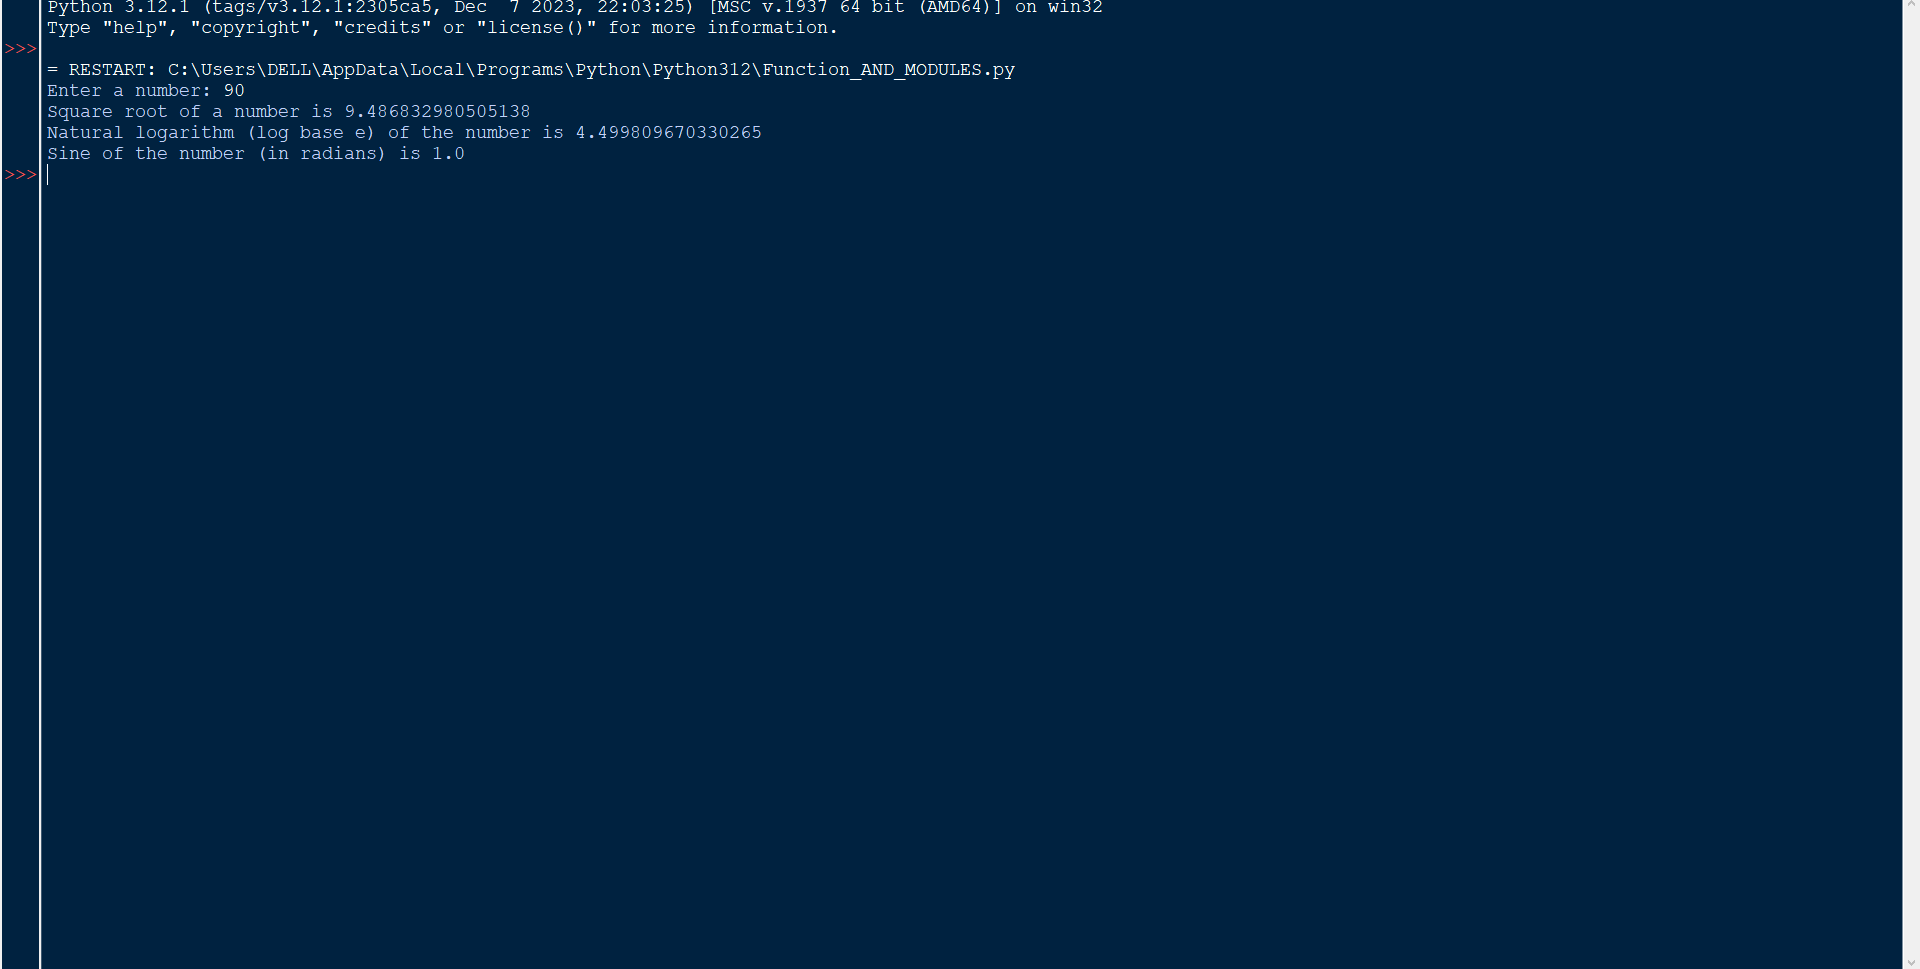 Python 3.12.1 (tags/v3.12.1:2305ca5, Dec  7 2023, 22:03:25) [MSC v.1937 64 bit (AMD64)] on win32
Type "help", "copyright", "credits" or "license()" for more information.
>>>
= RESTART: C:\Users\DELL\AppData\Local\Programs\Python\Python312\Function_AND_MODULES.py
Enter a number: 90
Square root of a number is 9.486832980505138
Natural logarithm (log base e) of the number is 4.499809670330265
Sine of the number (in radians) is 1.0
>>>